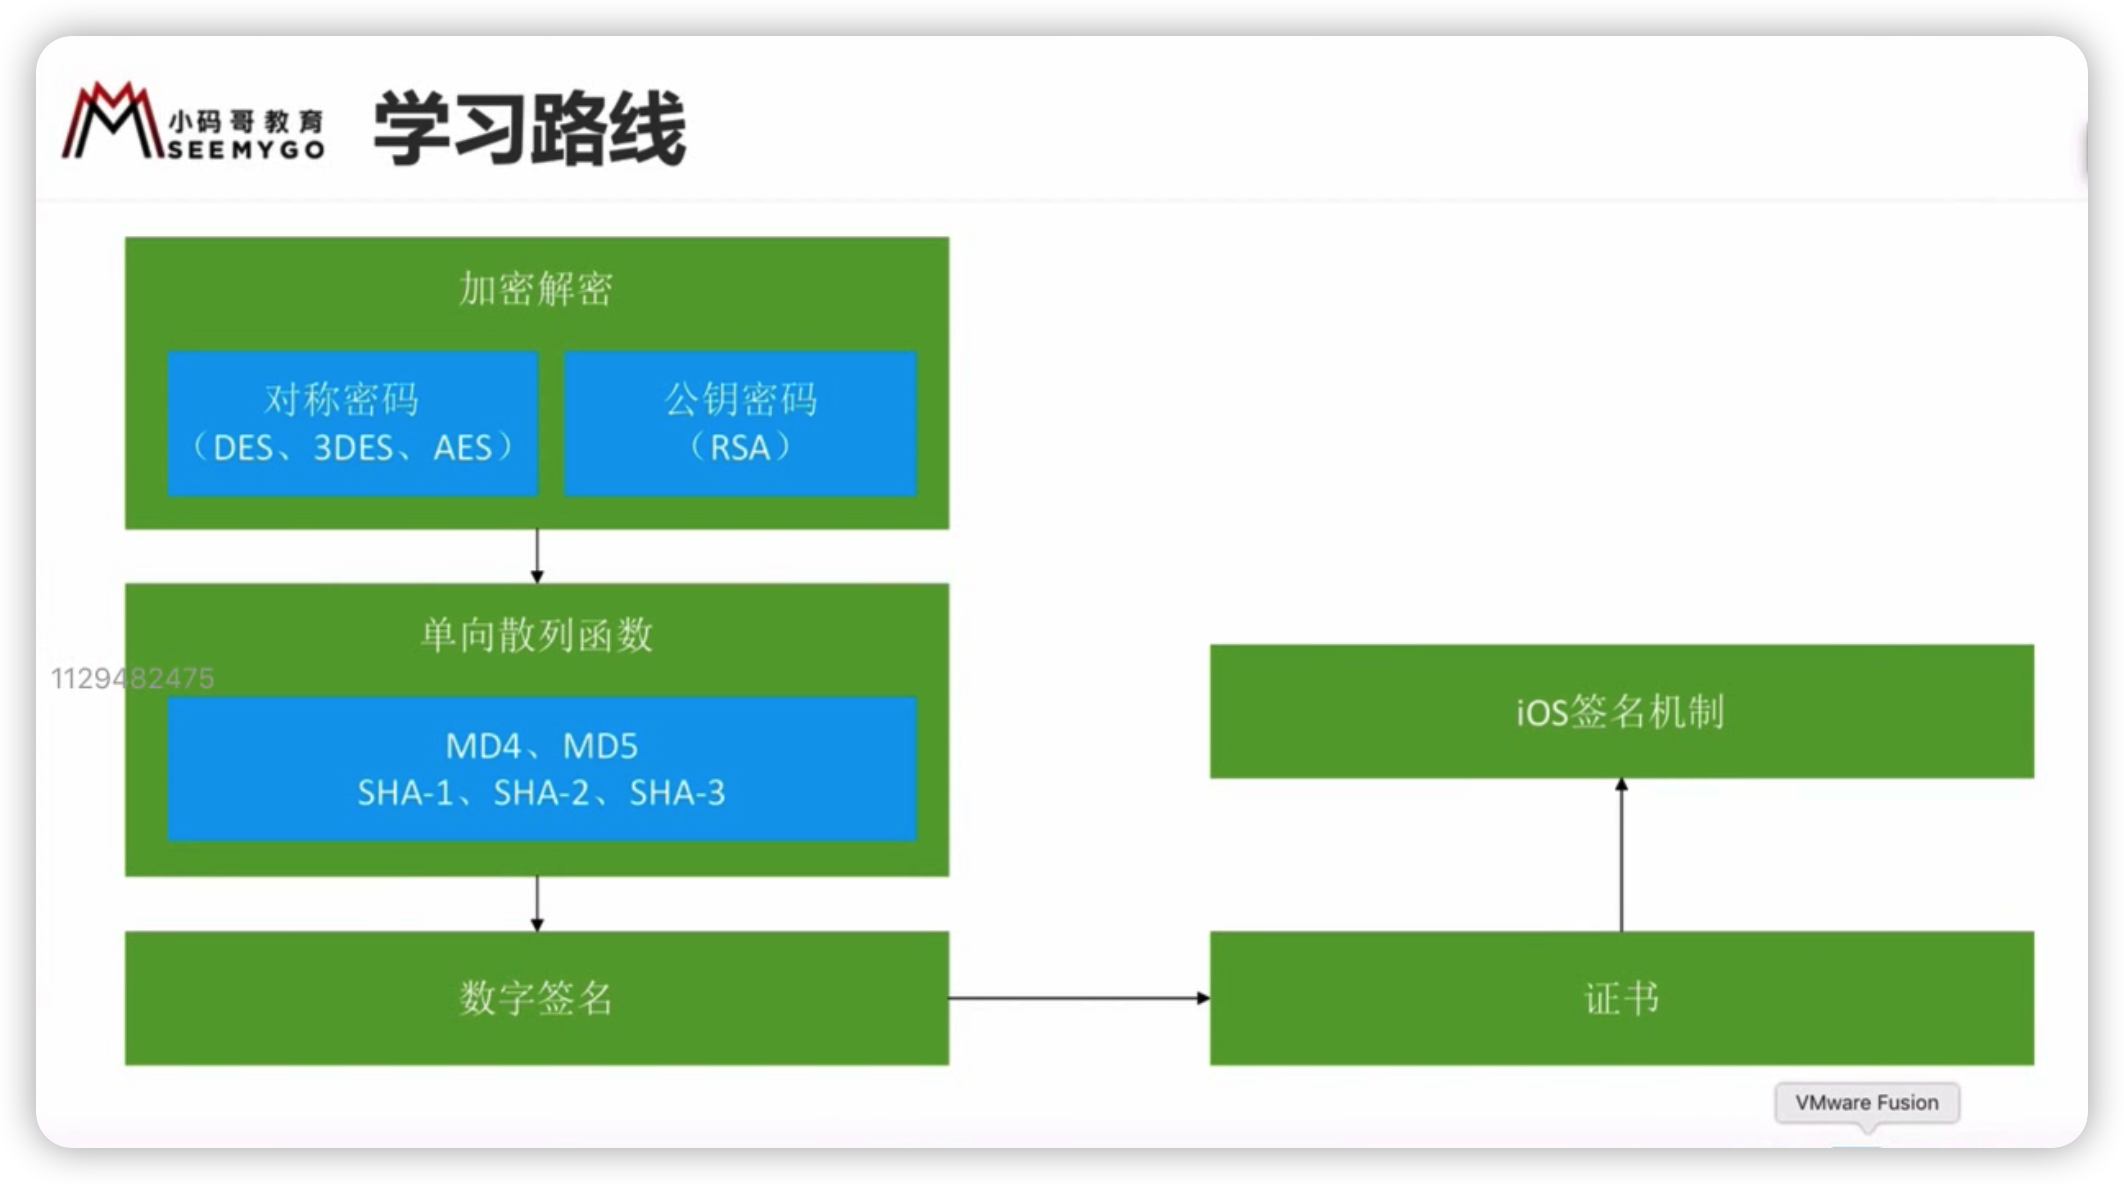 小码哥教育
SEEMYGO
学习路线
加密解密
对称密码
（DES、3DES、AES）
公钥密码
（RSA）
单向散列函数
1129482475
MD4、MD5
SHA-1、SHA-2、SHA-3
数字签名
iOS签名机制
证书
VMware Fusion